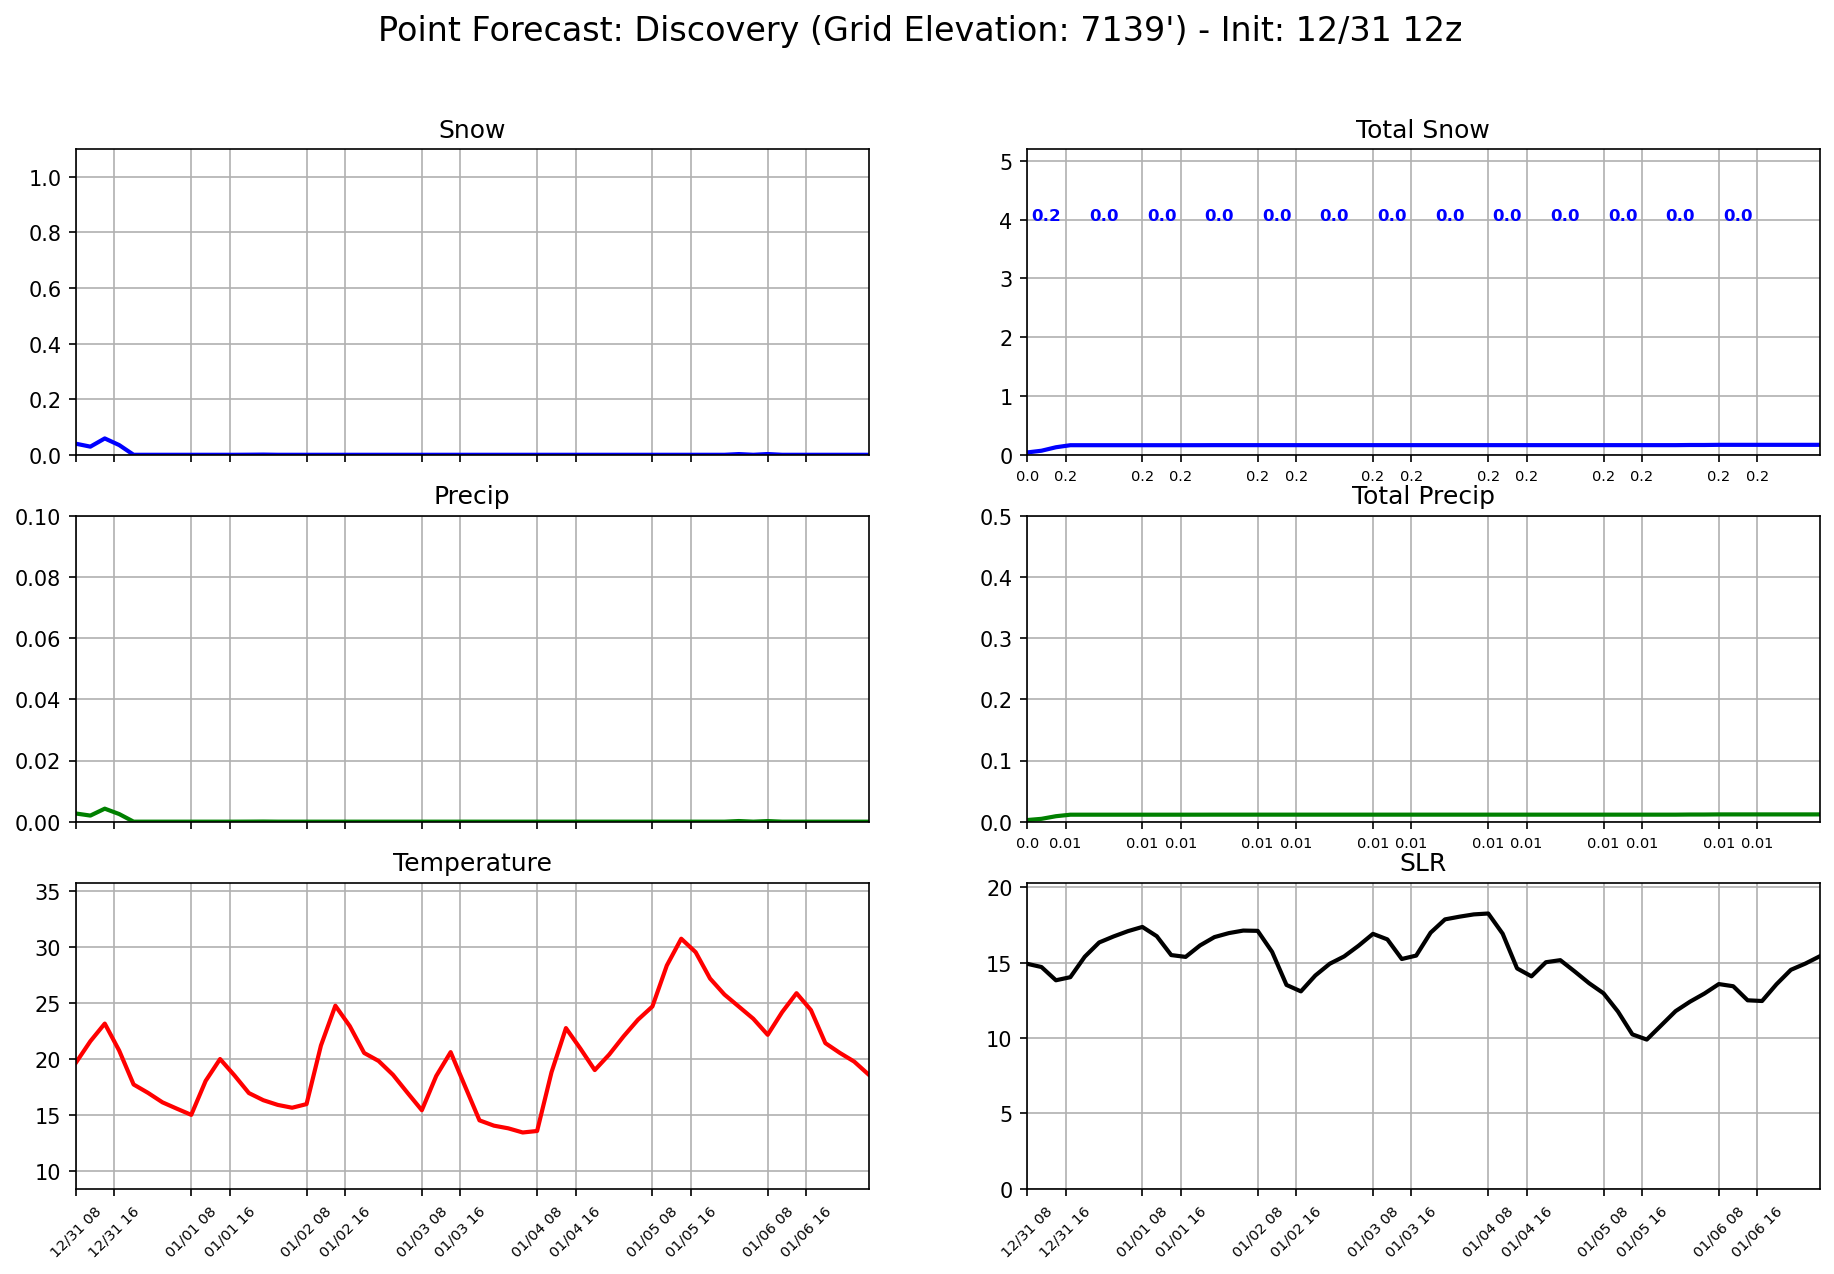 Point Forecast: Discovery (Grid Elevation: 7139') - Init: 12/31 12z
Snow
1.0
0.8
0.6
0.4
0.2
0.0
Total Snow
5
4
3
2
1
0
0.2 0.0 0.0 0.0 0.0 0.0 0.0 0.0 0.0 0.0 0.0 0.0 0.0
0.0 0.2 0.2 0.2 0.2 0.2 0.2 0.2 0.2 0.2 0.2 0.2 0.2 0.2
Precip
0.10
0.08
0.06
0.04
0.02
0.00
Total Precip
0.5
0.4
0.3
0.2
0.1
0.0
0.0 0.01 0.01 0.01 0.01 0.01 0.01 0.01 0.01 0.01 0.01 0.01 0.01 0.01
Temperature
35
30
25
20
15
10
12/31 08 12/31 16 01/01 08 01/01 16 01/02 08 01/02 16 01/03 08 01/03 16 01/04 08 01/04 16 01/05 08 01/05 16 01/06 08 01/06 16
SLR
20
15
10
5
0
12/31 08 12/31 16 01/01 08 01/01 16 01/02 08 01/02 16 01/03 08 01/03 16 01/04 08 01/04 16 01/05 08 01/05 16 01/06 08 01/06 16